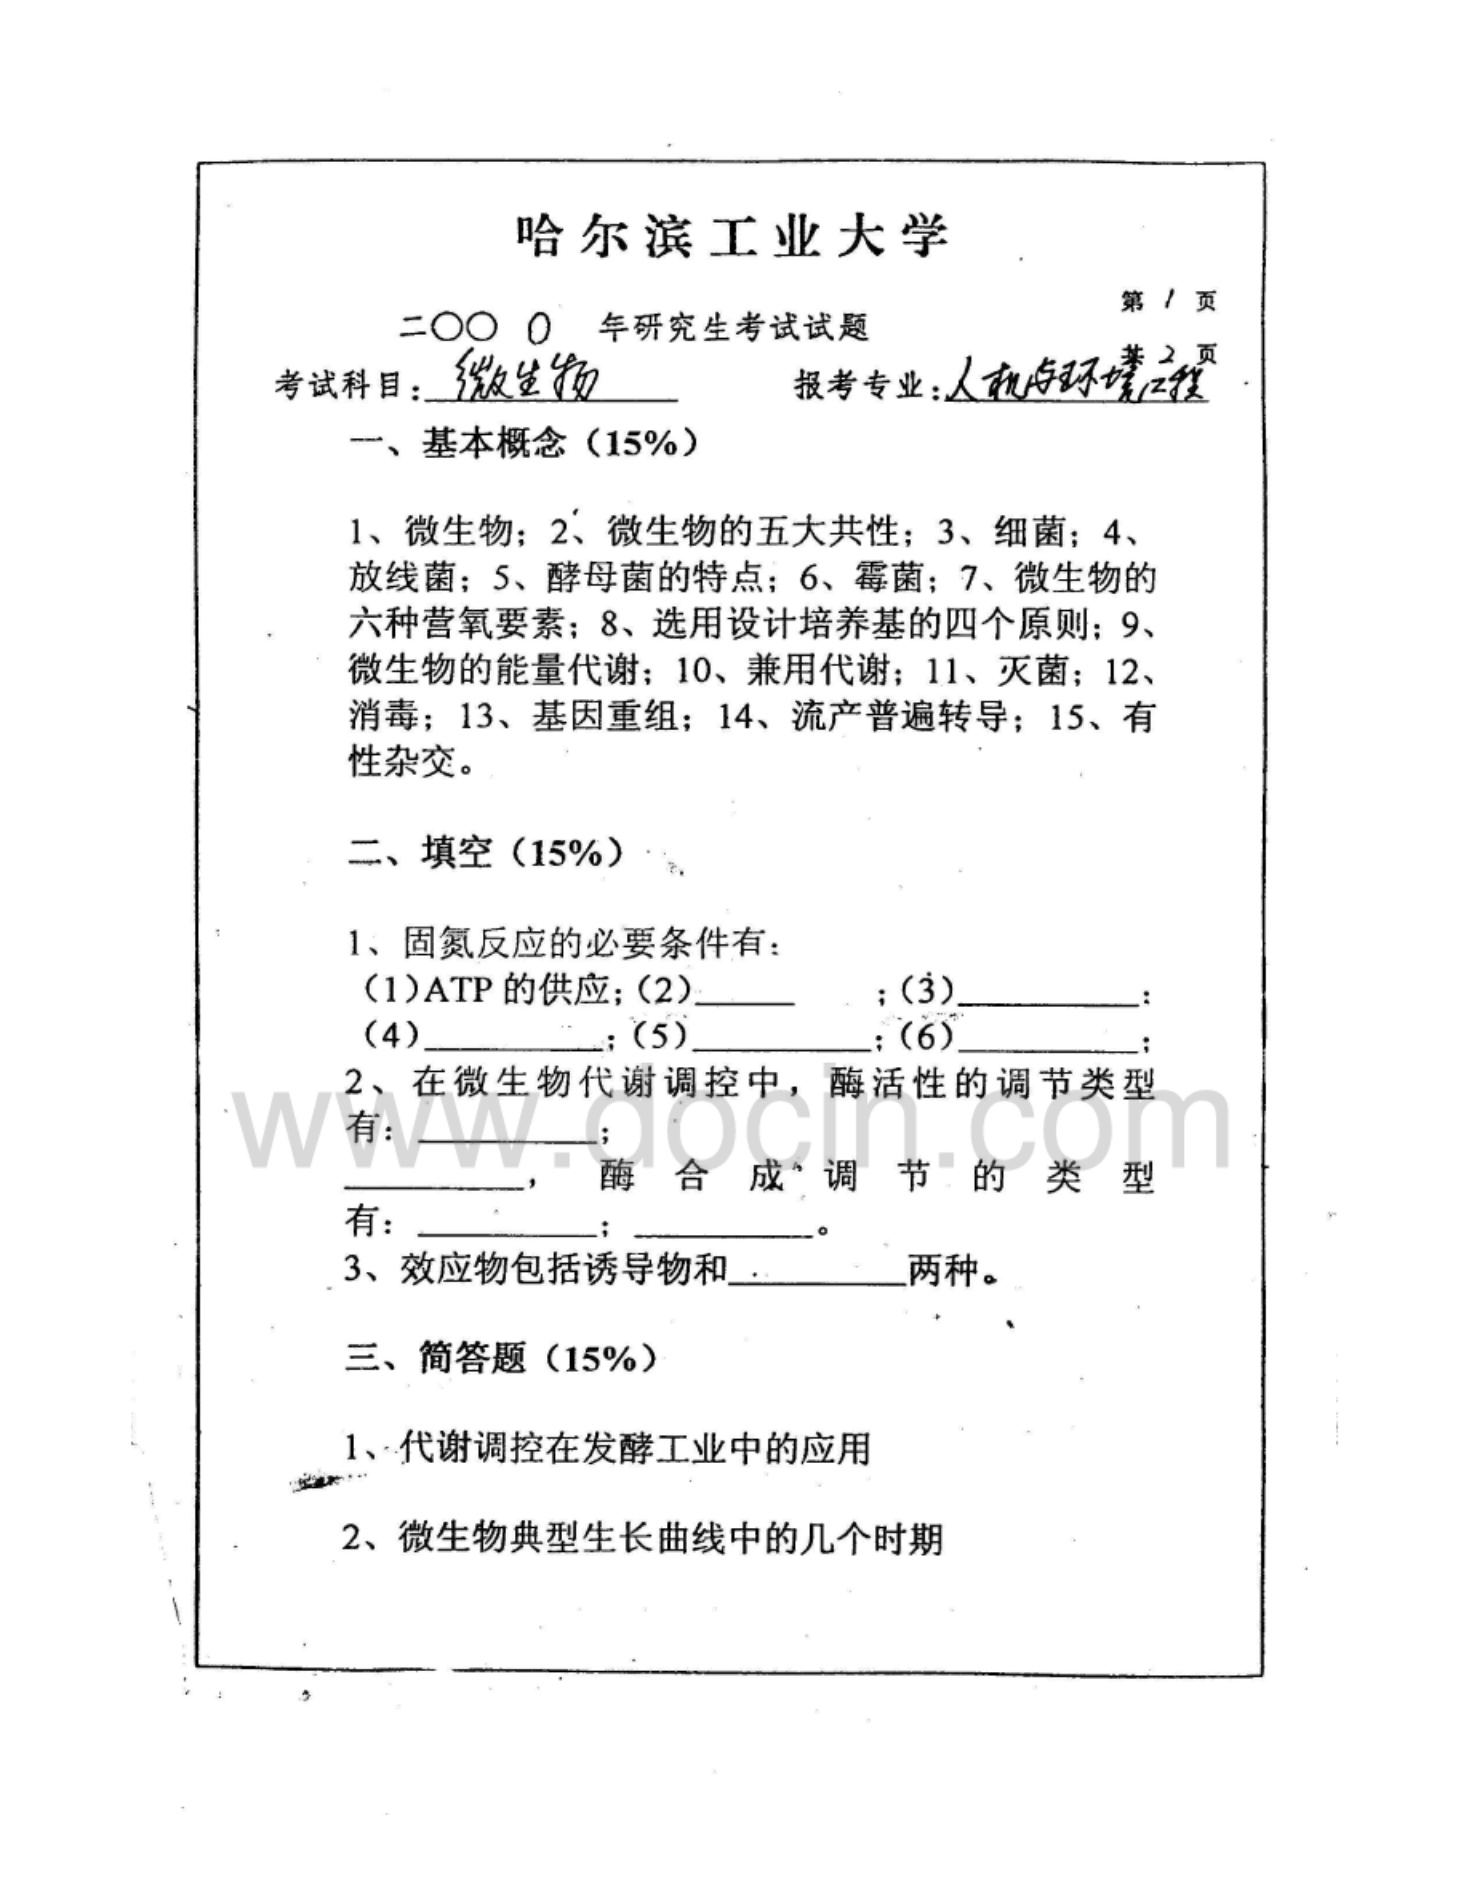 哈尔滨工业大学
第 1 页
二〇〇 0 年研究生考试试题
共 2 页
考试科目：微生物 报考专业：人机与环境工程
一、基本概念（15%）
1、微生物；2、微生物的五大共性；3、细菌；4、
放线菌；5、酵母菌的特点；6、霉菌；7、微生物的
六种营氧要素；8、选用设计培养基的四个原则；9、
微生物的能量代谢；10、兼用代谢；11、灭菌；12、
消毒；13、基因重组；14、流产普遍转导；15、有
性杂交。
二、填空（15%）
1、固氮反应的必要条件有：
（1)ATP 的供应；（2)______ ；（3)__________；
（4)__________；（5)__________；（6)__________；
2、在微生物代谢调控中，酶活性的调节类型
有：__________；
__________，酶合成调节的类型
有：__________；__________。
3、效应物包括诱导物和__________两种。
三、简答题（15%）
1、代谢调控在发酵工业中的应用
2、微生物典型生长曲线中的几个时期
www.docin.com